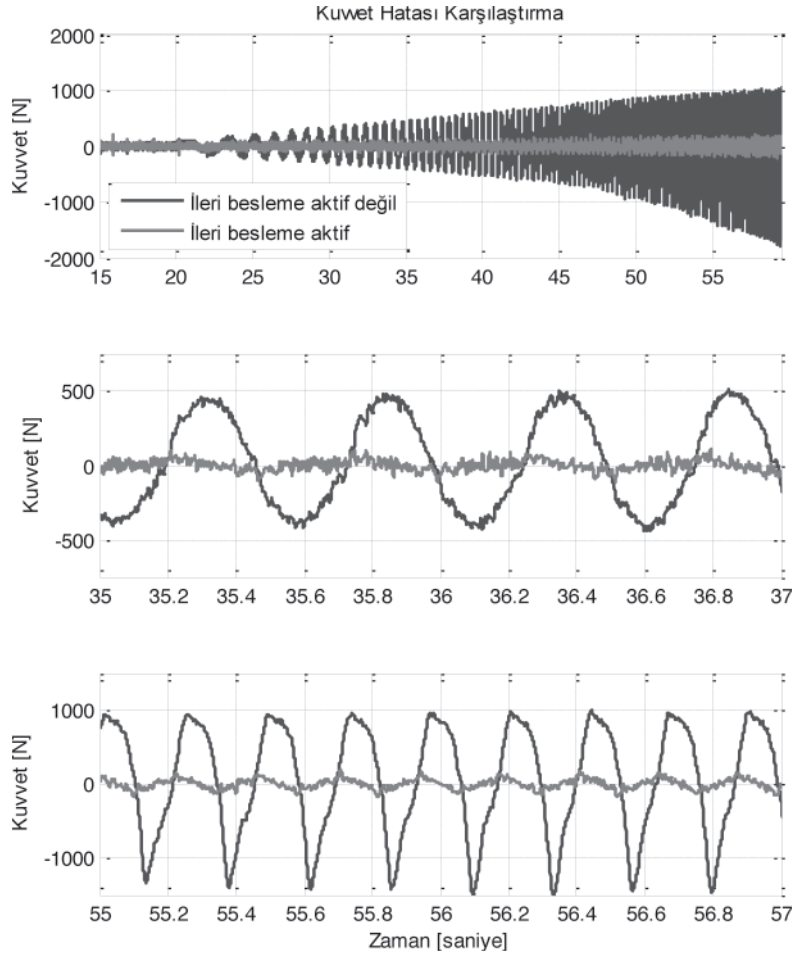 Kuvvet Hatası Karşılaştırma
Kuvvet [N]
2000
1000
0
-1000
-2000
İleri besleme aktif değil
İleri besleme aktif
15 20 25 30 35 40 45 50 55
Kuvvet [N]
500
0
-500
35 35.2 35.4 35.6 35.8 36 36.2 36.4 36.6 36.8 37
Kuvvet [N]
1000
0
-1000
55 55.2 55.4 55.6 55.8 56 56.2 56.4 56.6 56.8 57
Zaman [saniye]